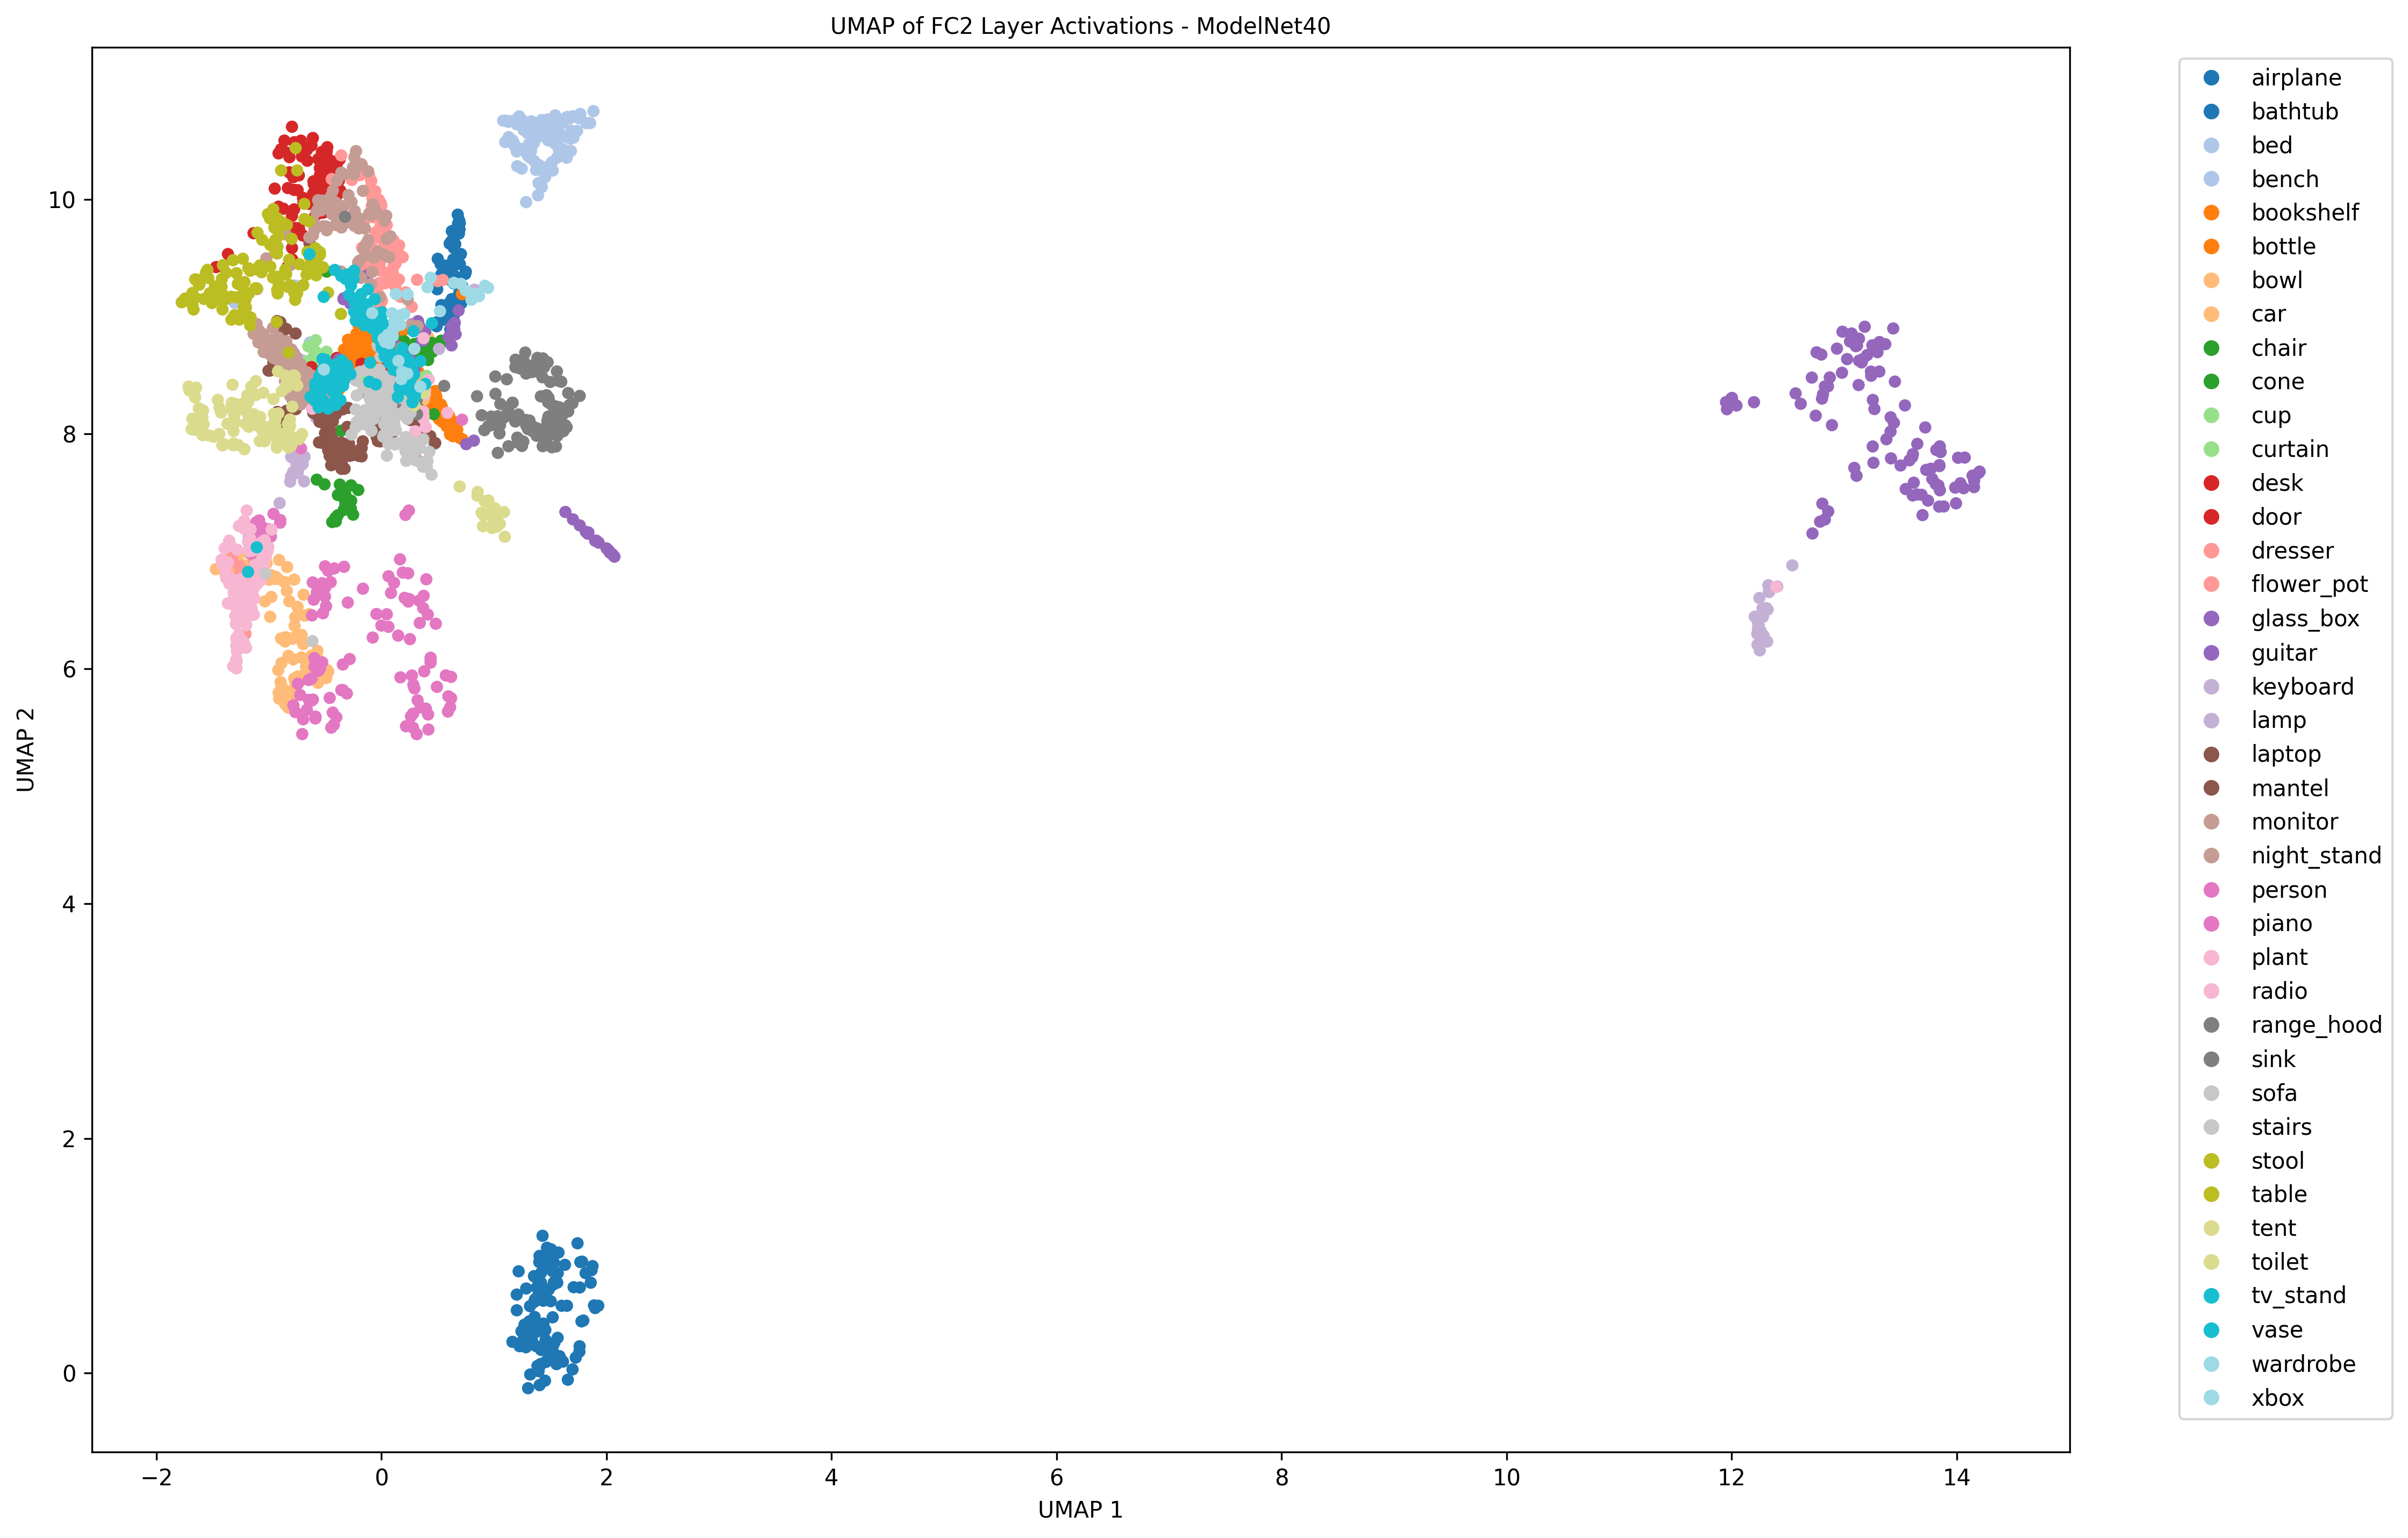 UMAP of FC2 Layer Activations - ModelNet40
10
8
6
4
2
0
UMAP 2
−2
0
2
4
6
8
10
12
14
UMAP 1
airplane
bathtub
bed
bench
bookshelf
bottle
bowl
car
chair
cone
cup
curtain
desk
door
dresser
flower_pot
glass_box
guitar
keyboard
lamp
laptop
mantel
monitor
night_stand
person
piano
plant
radio
range_hood
sink
sofa
stairs
stool
table
tent
toilet
tv_stand
vase
wardrobe
xbox